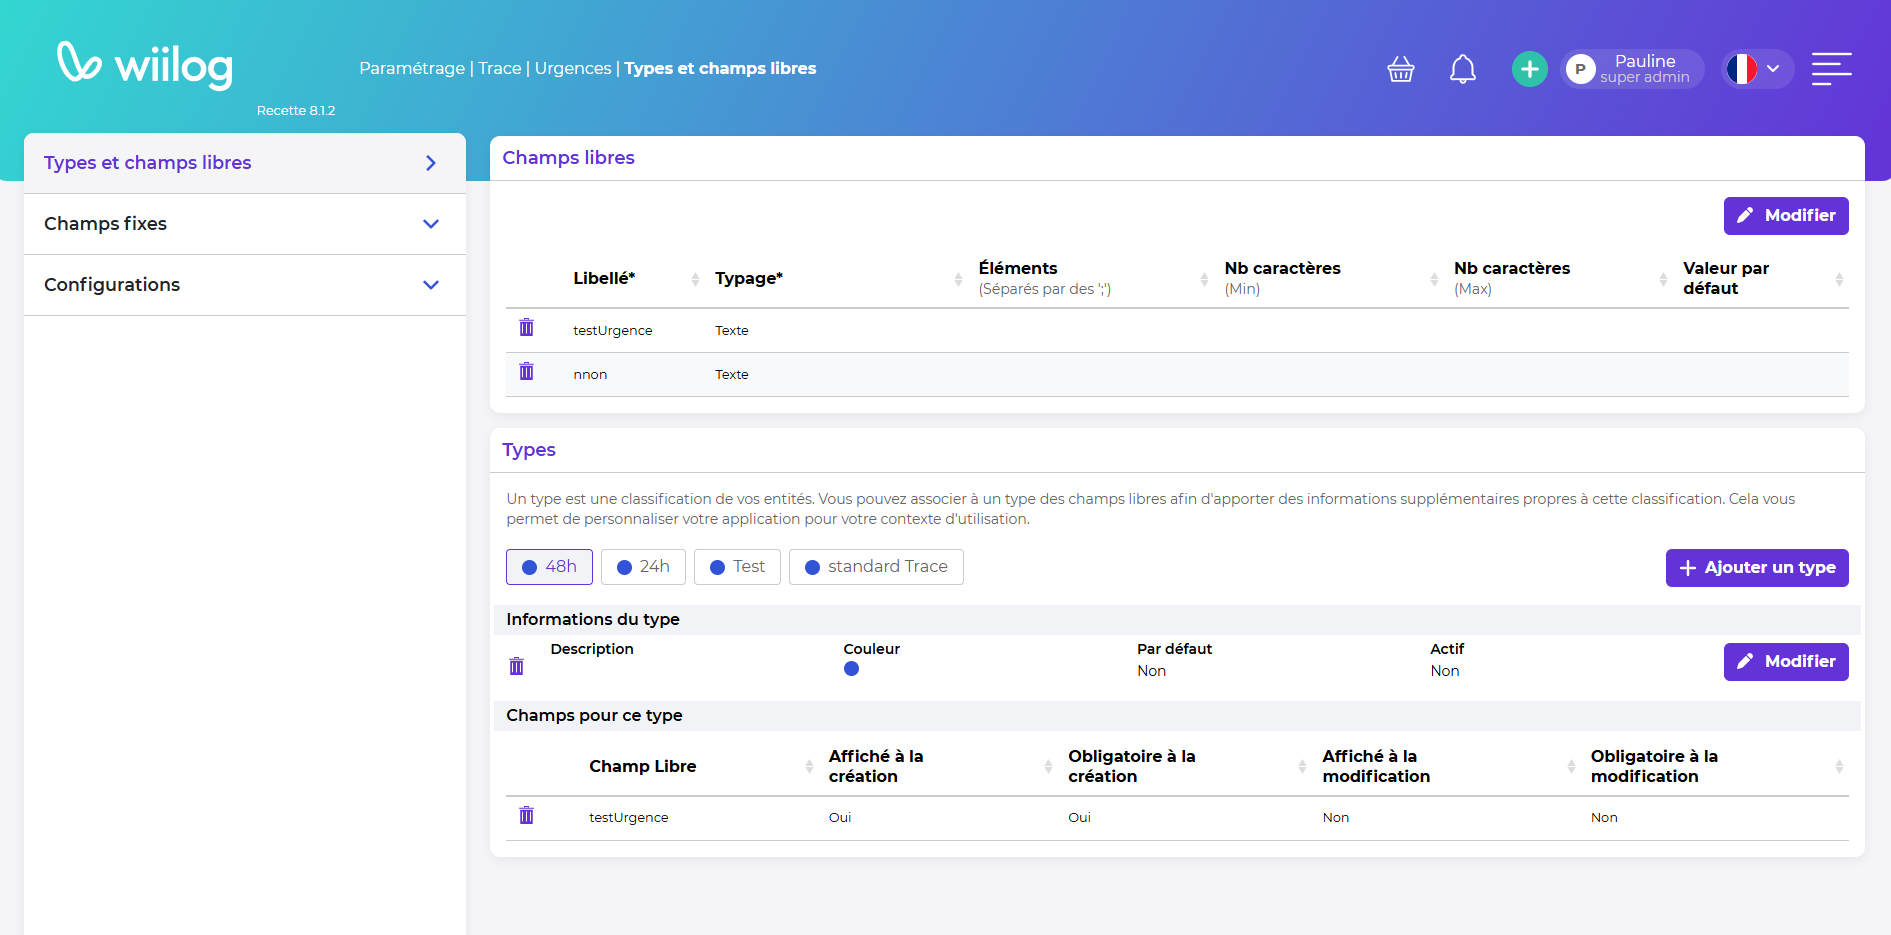 wiilog
Paramétrage | Trace | Urgences | Types et champs libres
P
Pauline
super admin
Recette 8.1.2
Types et champs libres
Champs fixes
Configurations
Champs libres
Modifier
Libellé*
Typage*
Éléments
(Séparés par des ';')
Nb caractères
(Min)
Nb caractères
(Max)
Valeur par
défaut
testUrgence
Texte
nnon
Texte
Types
Un type est une classification de vos entités. Vous pouvez associer à un type des champs libres afin d'apporter des informations supplémentaires propres à cette classification. Cela vous
permet de personnaliser votre application pour votre contexte d'utilisation.
48h
24h
Test
standard Trace
Ajouter un type
Informations du type
Description
Couleur
Par défaut
Non
Actif
Non
Modifier
Champs pour ce type
Champ Libre
Affiché à la
création
Obligatoire à la
création
Affiché à la
modification
Obligatoire à la
modification
testUrgence
Oui
Oui
Non
Non